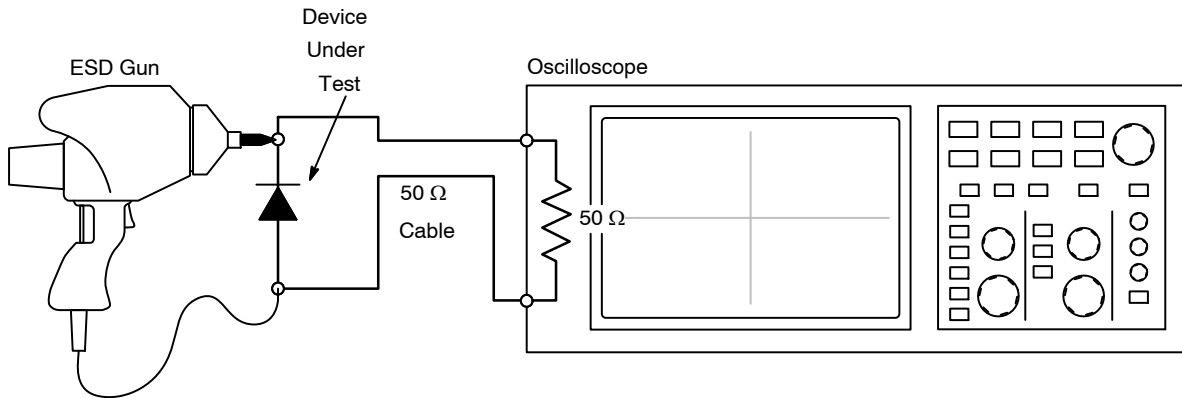 Device
Under
Test
ESD Gun
Oscilloscope
50 Ω
Cable
50 Ω